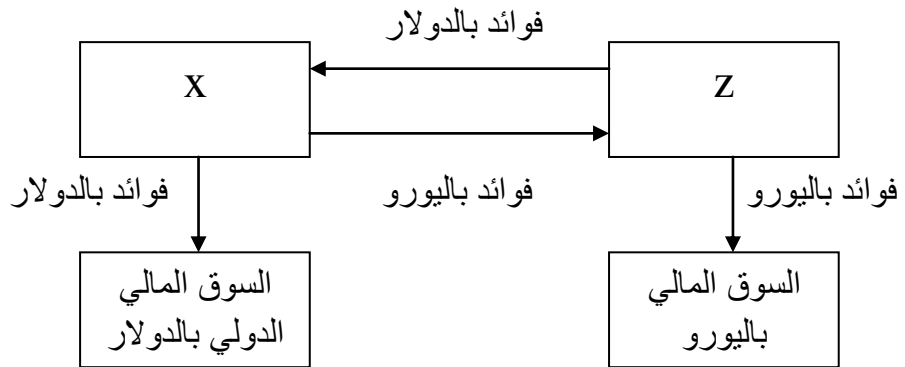 فوائد بالدولار
X
Z
فوائد بالدولار
فوائد باليورو
فوائد باليورو
السوق المالي
الدولي بالدولار
السوق المالي
باليورو